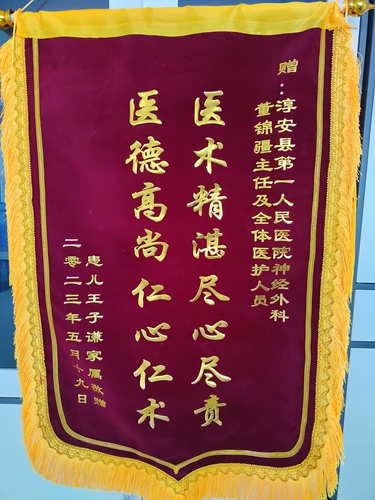 赠：淳安县第一人民医院神经外科
董锦疆主任及全体医护人员
医术精湛尽心尽责
医德高尚仁心仁术
患儿王子谦家属敬赠
二零二三年五月十九日